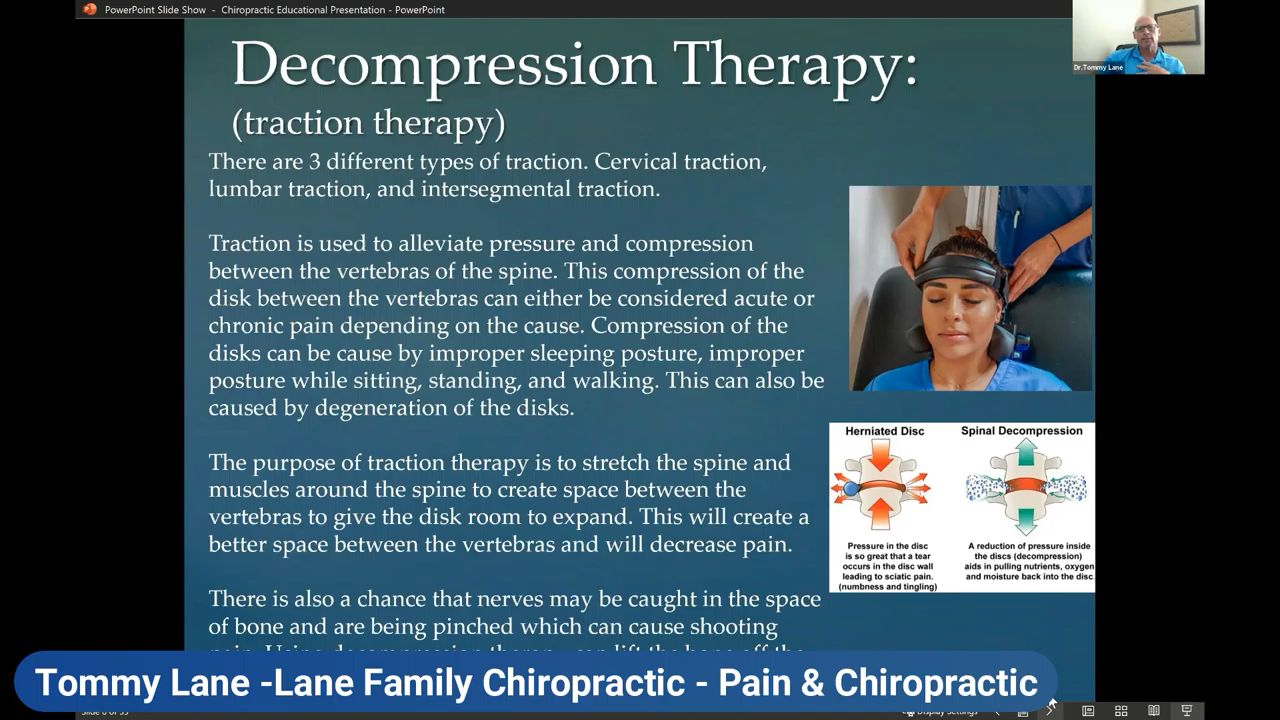 PowerPoint Slide Show - Chiropractic Educational Presentation - PowerPoint
Dr.Tommy Lane
Decompression Therapy:
(traction therapy)
There are 3 different types of traction. Cervical traction,
lumbar traction, and intersegmental traction.
Traction is used to alleviate pressure and compression
between the vertebras of the spine. This compression of the
disk between the vertebras can either be considered acute or
chronic pain depending on the cause. Compression of the
disks can be cause by improper sleeping posture, improper
posture while sitting, standing, and walking. This can also be
caused by degeneration of the disks.
The purpose of traction therapy is to stretch the spine and
muscles around the spine to create space between the
vertebras to give the disk room to expand. This will create a
better space between the vertebras and will decrease pain.
There is also a chance that nerves may be caught in the space
of bone and are being pinched which can cause shooting
Herniated Disc
Pressure in the disc
is so great that a tear
occurs in the disc wall
leading to sciatic pain.
(numbness and tingling)
Spinal Decompression
A reduction of pressure inside
the discs (decompression)
aids in pulling nutrients, oxygen
and moisture back into the disc.
Tommy Lane -Lane Family Chiropractic - Pain & Chiropractic
Display Settings